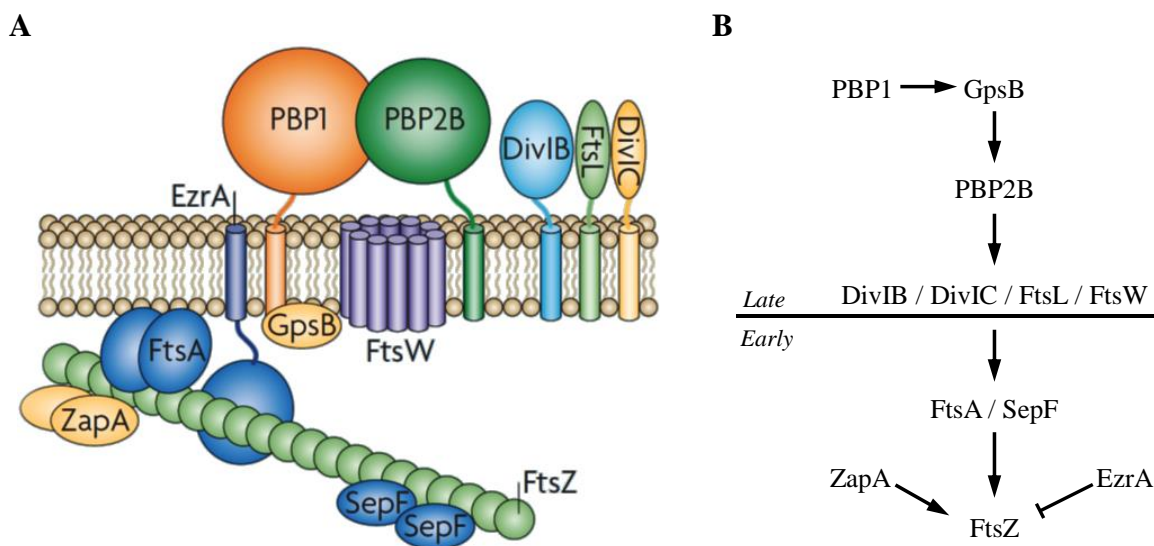 A
PBP1
PBP2B
DivIB
FtsL
DivIC
EzrA
GpsB
FtsW
FtsA
ZapA
FtsZ
SepF
SepF
B
PBP1 GpsB
PBP2B
Late DivIB / DivIC / FtsL / FtsW
Early
FtsA / SepF
ZapA EzrA
FtsZ